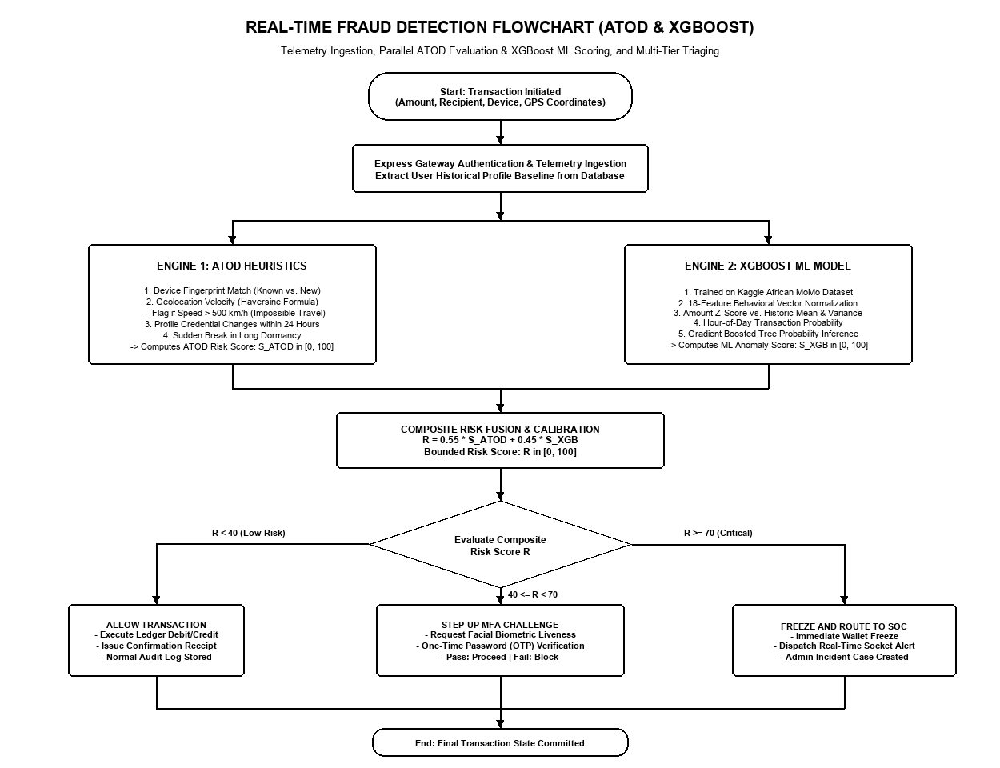 REAL-TIME FRAUD DETECTION FLOWCHART (ATOD & XGBOOST)
Telemetry Ingestion, Parallel ATOD Evaluation & XGBoost ML Scoring, and Multi-Tier Triaging
Start: Transaction Initiated
(Amount, Recipient, Device, GPS Coordinates)
Express Gateway Authentication & Telemetry Ingestion
Extract User Historical Profile Baseline from Database
ENGINE 1: ATOD HEURISTICS
1. Device Fingerprint Match (Known vs. New)
2. Geolocation Velocity (Haversine Formula)
- Flag if Speed > 500 km/h (Impossible Travel)
3. Profile Credential Changes within 24 Hours
4. Sudden Break in Long Dormancy
-> Computes ATOD Risk Score: S_ATOD in [0, 100]
ENGINE 2: XGBOOST ML MODEL
1. Trained on Kaggle African MoMo Dataset
2. 18-Feature Behavioral Vector Normalization
3. Amount Z-Score vs. Historic Mean & Variance
4. Hour-of-Day Transaction Probability
5. Gradient Boosted Tree Probability Inference
-> Computes ML Anomaly Score: S_XGB in [0, 100]
COMPOSITE RISK FUSION & CALIBRATION
R = 0.55 * S_ATOD + 0.45 * S_XGB
Bounded Risk Score: R in [0, 100]
R < 40 (Low Risk)
Evaluate Composite
Risk Score R
R >= 70 (Critical)
40 <= R < 70
ALLOW TRANSACTION
- Execute Ledger Debit/Credit
- Issue Confirmation Receipt
- Normal Audit Log Stored
STEP-UP MFA CHALLENGE
- Request Facial Biometric Liveness
- One-Time Password (OTP) Verification
- Pass: Proceed | Fail: Block
FREEZE AND ROUTE TO SOC
- Immediate Wallet Freeze
- Dispatch Real-Time Socket Alert
- Admin Incident Case Created
End: Final Transaction State Committed